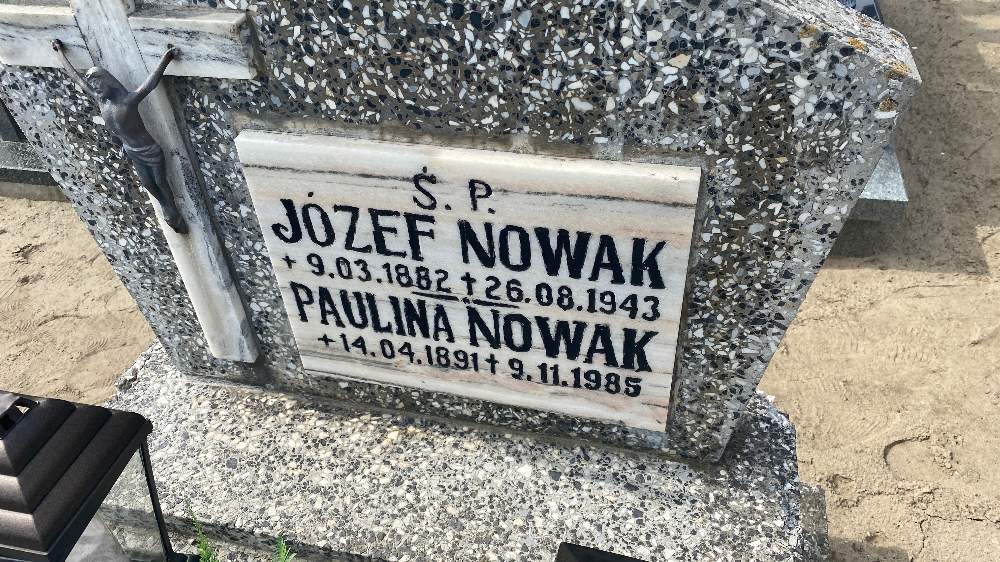 Ś. P.
JÓZEF NOWAK
+ 9.03.1882 † 26.08.1943
PAULINA NOWAK
+ 14.04.1891 † 9.11.1985